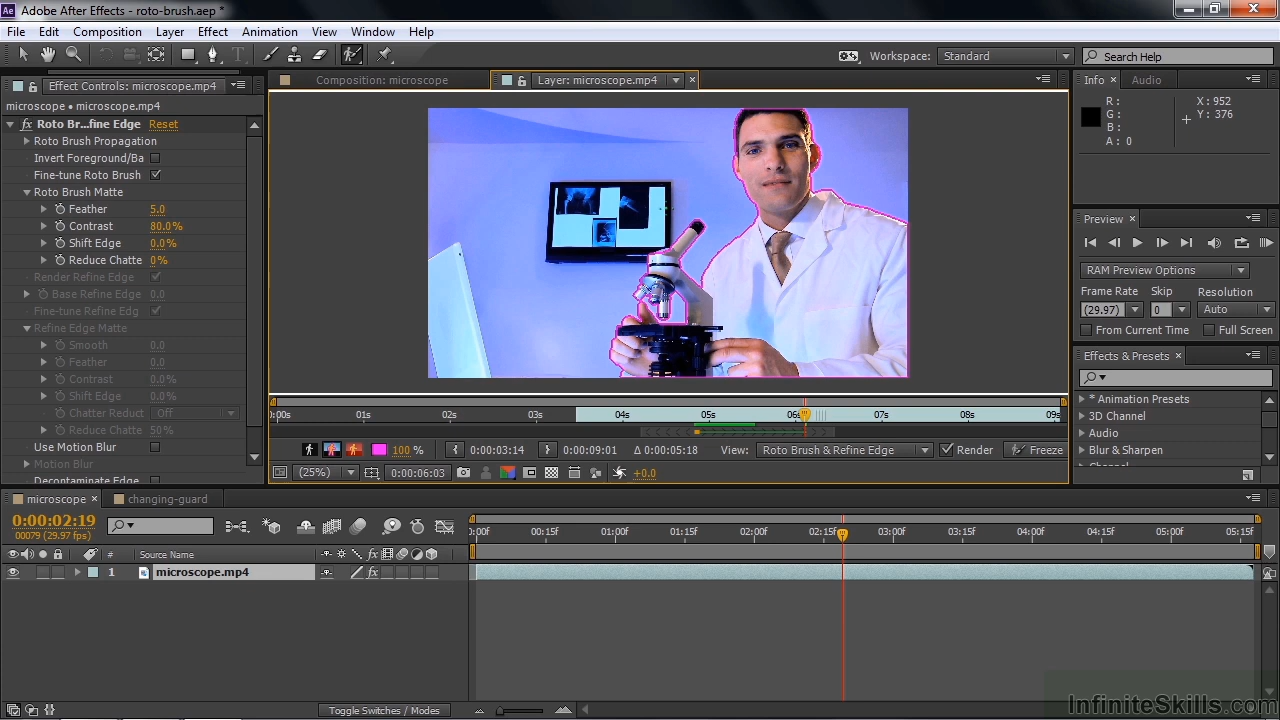 Adobe After Effects - roto-brush.aep *
File Edit Composition Layer Effect Animation View Window Help
Workspace: Standard Search Help
Effect Controls: microscope.mp4
microscope • microscope.mp4
fx Roto Br...fine Edge Reset
Roto Brush Propagation
Invert Foreground/Ba
Fine-tune Roto Brush
Roto Brush Matte
Feather 5.0
Contrast 80.0%
Shift Edge 0.0%
Reduce Chatte 0%
Render Refine Edge
Base Refine Edge 0.0
Fine-tune Refine Edg
Refine Edge Matte
Smooth 0.0
Feather 0.0
Contrast 0.0%
Shift Edge 0.0%
Chatter Reduct Off
Reduce Chatte 50%
Use Motion Blur
Motion Blur
Decontaminate Edge
Composition: microscope Layer: microscope.mp4
0:00s 01s 02s 03s 04s 05s 06s 07s 08s 09s
100 % 0:00:03:14 0:00:09:01 Δ 0:00:05:18 View: Roto Brush & Refine Edge Render Freeze
(25%) 0:00:06:03 +0.0
Info Audio
R : X : 952
G : Y : 376
B :
A : 0
Preview
RAM Preview Options
Frame Rate Skip Resolution
(29.97) 0 Auto
From Current Time Full Screen
Effects & Presets
* Animation Presets
3D Channel
Audio
Blur & Sharpen
Channel
microscope changing-guard
0:00:02:19
00079 (29.97 fps)
:00f 00:15f 01:00f 01:15f 02:00f 02:15f 03:00f 03:15f 04:00f 04:15f 05:00f 05:15f
# Source Name
1 microscope.mp4
Toggle Switches / Modes
InfiniteSkills.com